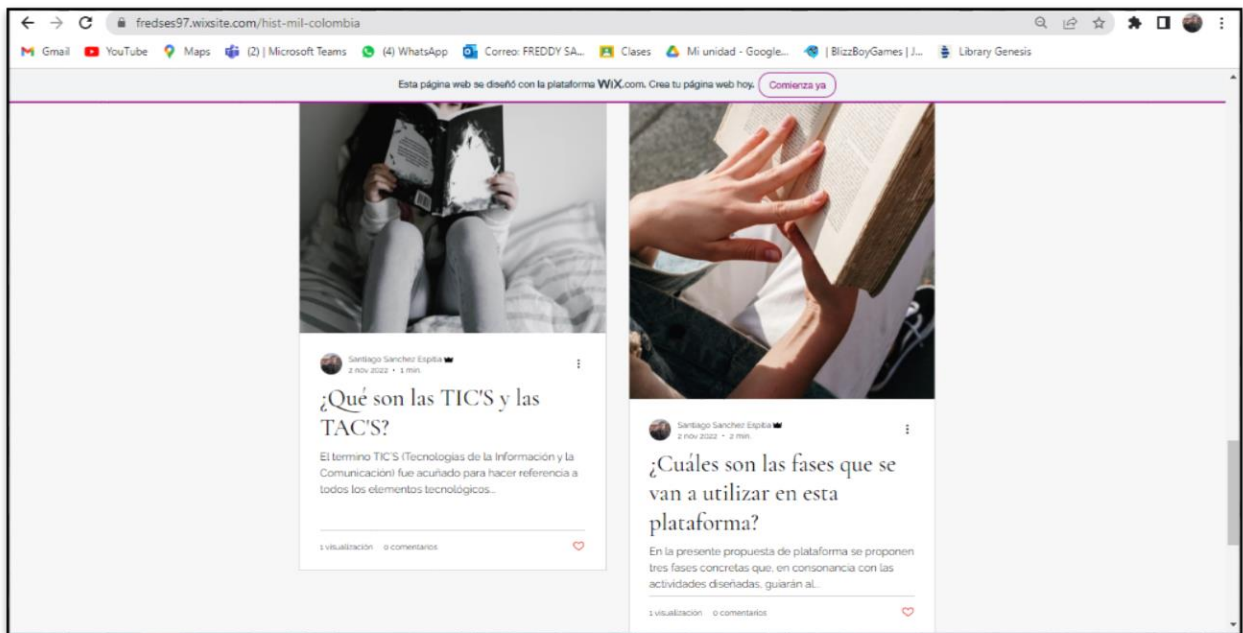 fredses97.wixsite.com/hist-mil-colombia
Gmail YouTube Maps (2) | Microsoft Teams (4) WhatsApp Correo: FREDDY SA... Clases Mi unidad - Google... | BlizzBoyGames | J... Library Genesis
Esta página web se diseñó con la plataforma WiX.com. Crea tu página web hoy. Comienza ya
Santiago Sanchez Espitia
2 nov 2022 • 1 min.
¿Qué son las TIC'S y las
TAC'S?
El termino TIC'S (Tecnologías de la Información y la
Comunicación) fue acuñado para hacer referencia a
todos los elementos tecnológicos...
1 visualización 0 comentarios
Santiago Sanchez Espitia
2 nov 2022 • 2 min.
¿Cuáles son las fases que se
van a utilizar en esta
plataforma?
En la presente propuesta de plataforma se proponen
tres fases concretas que, en consonancia con las
actividades diseñadas, guiarán al...
1 visualización 0 comentarios